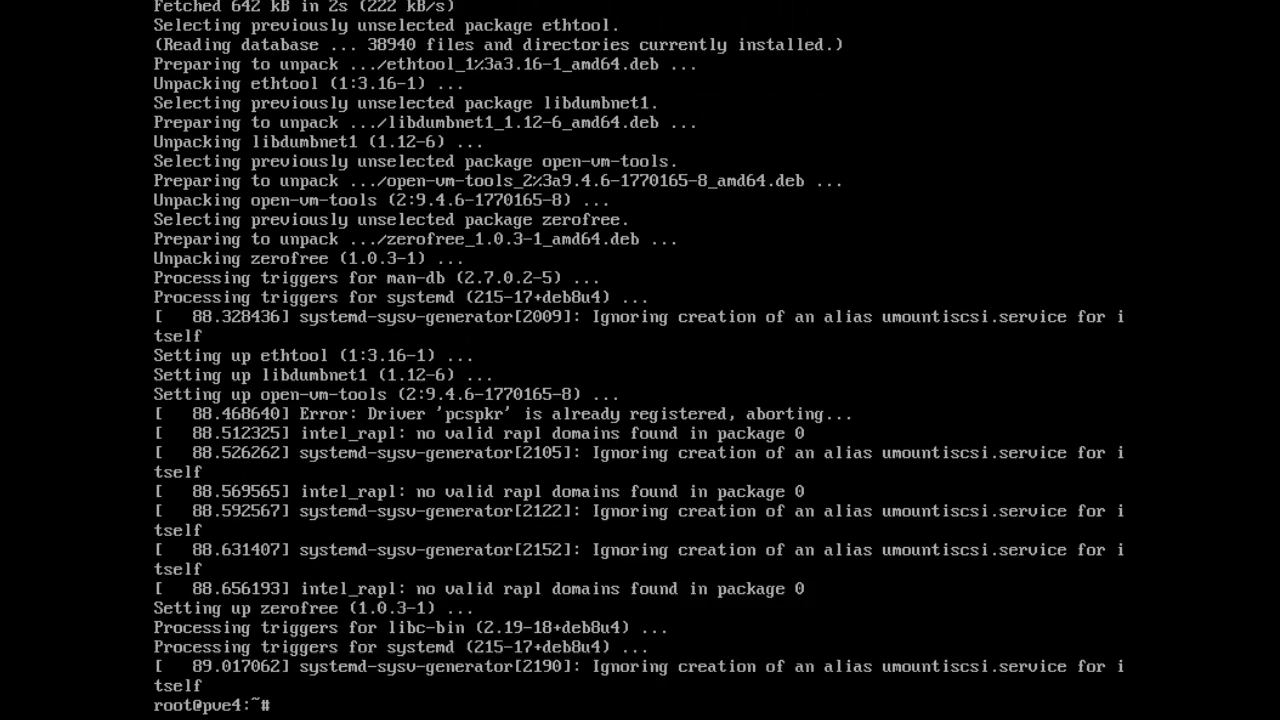 Fetched 642 kB in 2s (222 kB/s)
Selecting previously unselected package ethtool.
(Reading database ... 38940 files and directories currently installed.)
Preparing to unpack .../ethtool_1%3a3.16-1_amd64.deb ...
Unpacking ethtool (1:3.16-1) ...
Selecting previously unselected package libdumbnet1.
Preparing to unpack .../libdumbnet1_1.12-6_amd64.deb ...
Unpacking libdumbnet1 (1.12-6) ...
Selecting previously unselected package open-vm-tools.
Preparing to unpack .../open-vm-tools_2%3a9.4.6-1770165-8_amd64.deb ...
Unpacking open-vm-tools (2:9.4.6-1770165-8) ...
Selecting previously unselected package zerofree.
Preparing to unpack .../zerofree_1.0.3-1_amd64.deb ...
Unpacking zerofree (1.0.3-1) ...
Processing triggers for man-db (2.7.0.2-5) ...
Processing triggers for systemd (215-17+deb8u4) ...
[   88.328436] systemd-sysv-generator[2009]: Ignoring creation of an alias umountiscsi.service for i
tself
Setting up ethtool (1:3.16-1) ...
Setting up libdumbnet1 (1.12-6) ...
Setting up open-vm-tools (2:9.4.6-1770165-8) ...
[   88.468640] Error: Driver 'pcspkr' is already registered, aborting...
[   88.512325] intel_rapl: no valid rapl domains found in package 0
[   88.526262] systemd-sysv-generator[2105]: Ignoring creation of an alias umountiscsi.service for i
tself
[   88.569565] intel_rapl: no valid rapl domains found in package 0
[   88.592567] systemd-sysv-generator[2122]: Ignoring creation of an alias umountiscsi.service for i
tself
[   88.631407] systemd-sysv-generator[2152]: Ignoring creation of an alias umountiscsi.service for i
tself
[   88.656193] intel_rapl: no valid rapl domains found in package 0
Setting up zerofree (1.0.3-1) ...
Processing triggers for libc-bin (2.19-18+deb8u4) ...
Processing triggers for systemd (215-17+deb8u4) ...
[   89.017062] systemd-sysv-generator[2190]: Ignoring creation of an alias umountiscsi.service for i
tself
root@pve4:~#